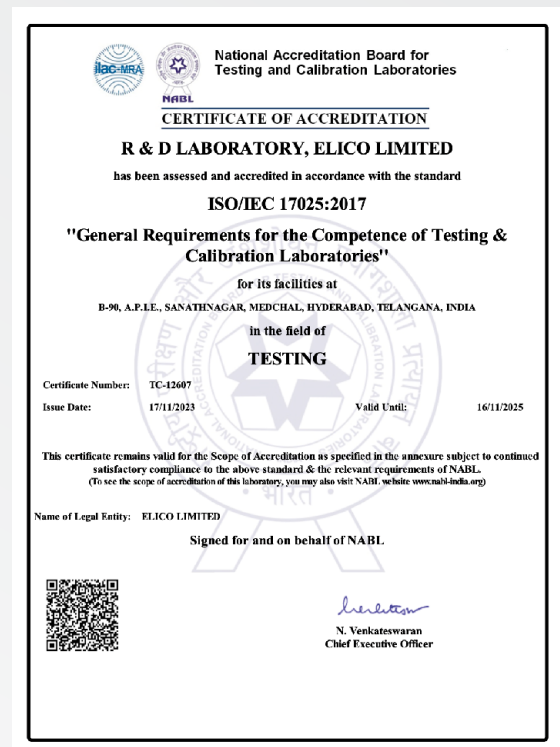 ilac-MRA
NABL
National Accreditation Board for
Testing and Calibration Laboratories
CERTIFICATE OF ACCREDITATION
R & D LABORATORY, ELICO LIMITED
has been assessed and accredited in accordance with the standard
ISO/IEC 17025:2017
"General Requirements for the Competence of Testing &
Calibration Laboratories"
for its facilities at
B-90, A.P.I.E., SANATHNAGAR, MEDCHAL, HYDERABAD, TELANGANA, INDIA
in the field of
TESTING
Certificate Number: TC-12607
Issue Date: 17/11/2023 Valid Until: 16/11/2025
This certificate remains valid for the Scope of Accreditation as specified in the annexure subject to continued
satisfactory compliance to the above standard & the relevant requirements of NABL.
(To see the scope of accreditation of this laboratory, you may also visit NABL website www.nabl-india.org)
भारत
Name of Legal Entity: ELICO LIMITED
Signed for and on behalf of NABL
N. Venkateswaran
Chief Executive Officer